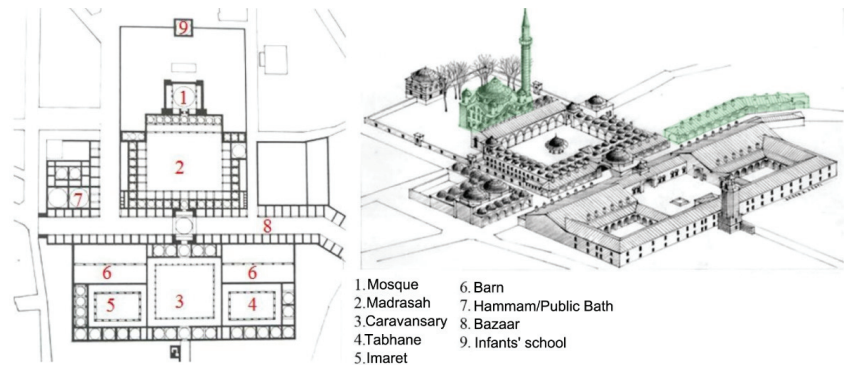 9
1
2
7
8
6 6
5 3 4
1. Mosque
2. Madrasah
3. Caravansary
4. Tabhane
5. Imaret
6. Barn
7. Hammam/Public Bath
8. Bazaar
9. Infants' school